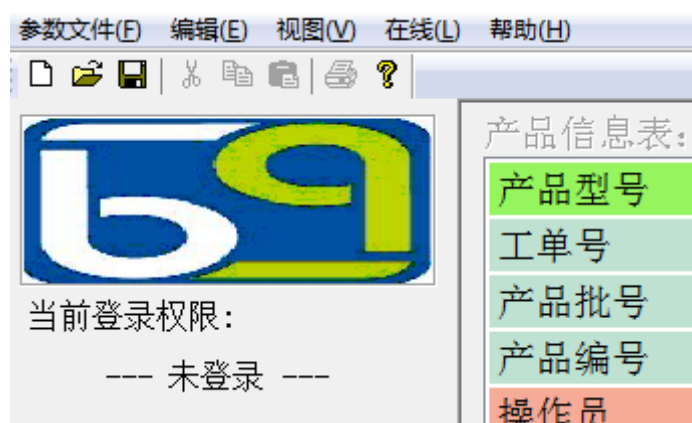 参数文件(F) 编辑(E) 视图(V) 在线(L) 帮助(H)
bq
当前登录权限:
--- 未登录 ---
产品信息表:
产品型号
工单号
产品批号
产品编号
操作员